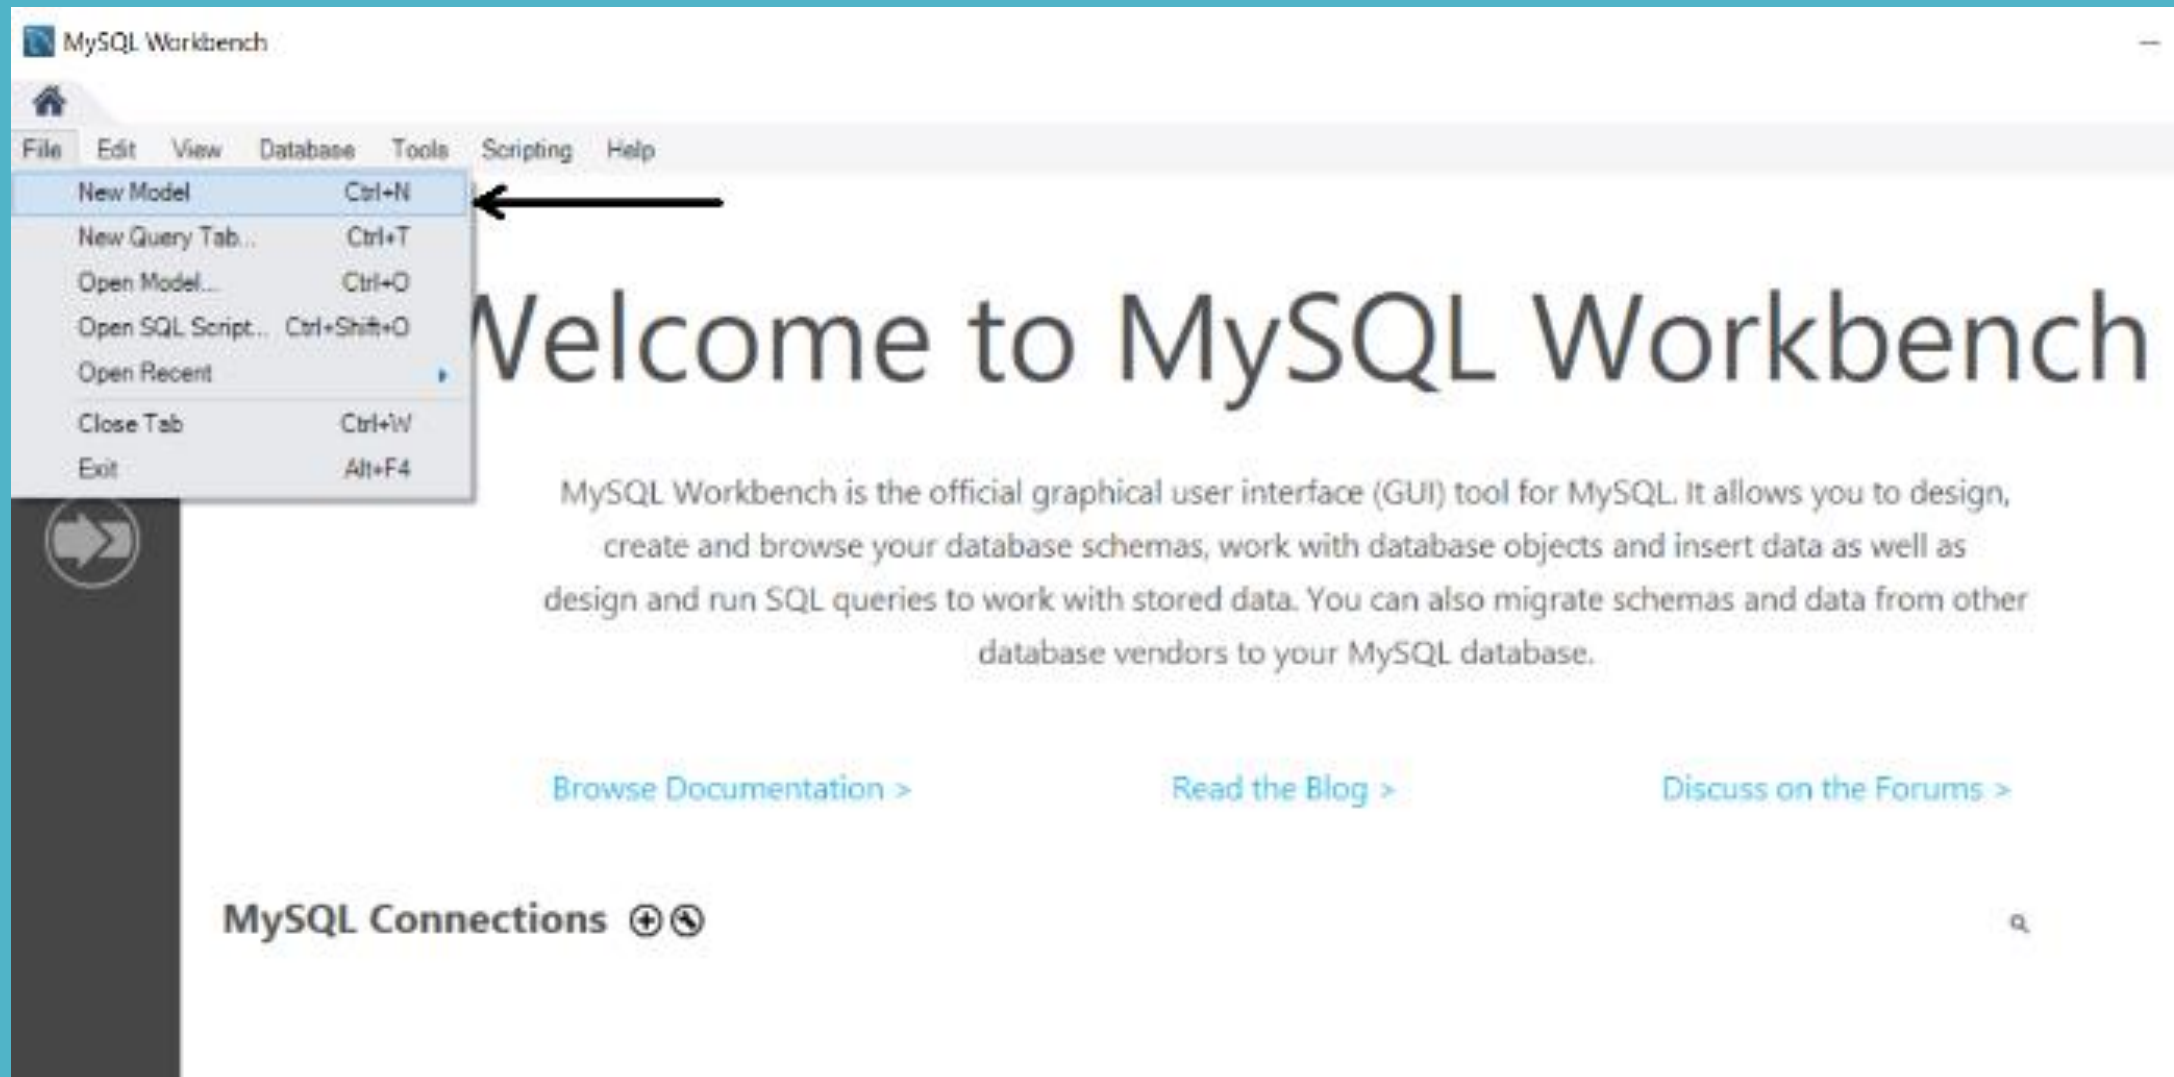 MySQL Workbench
File Edit View Database Tools Scripting Help
New Model Ctrl+N
New Query Tab... Ctrl+T
Open Model... Ctrl+O
Open SQL Script... Ctrl+Shift+O
Open Recent
Close Tab Ctrl+W
Exit Alt+F4
Welcome to MySQL Workbench
MySQL Workbench is the official graphical user interface (GUI) tool for MySQL. It allows you to design,
create and browse your database schemas, work with database objects and insert data as well as
design and run SQL queries to work with stored data. You can also migrate schemas and data from other
database vendors to your MySQL database.
Browse Documentation > Read the Blog > Discuss on the Forums >
MySQL Connections